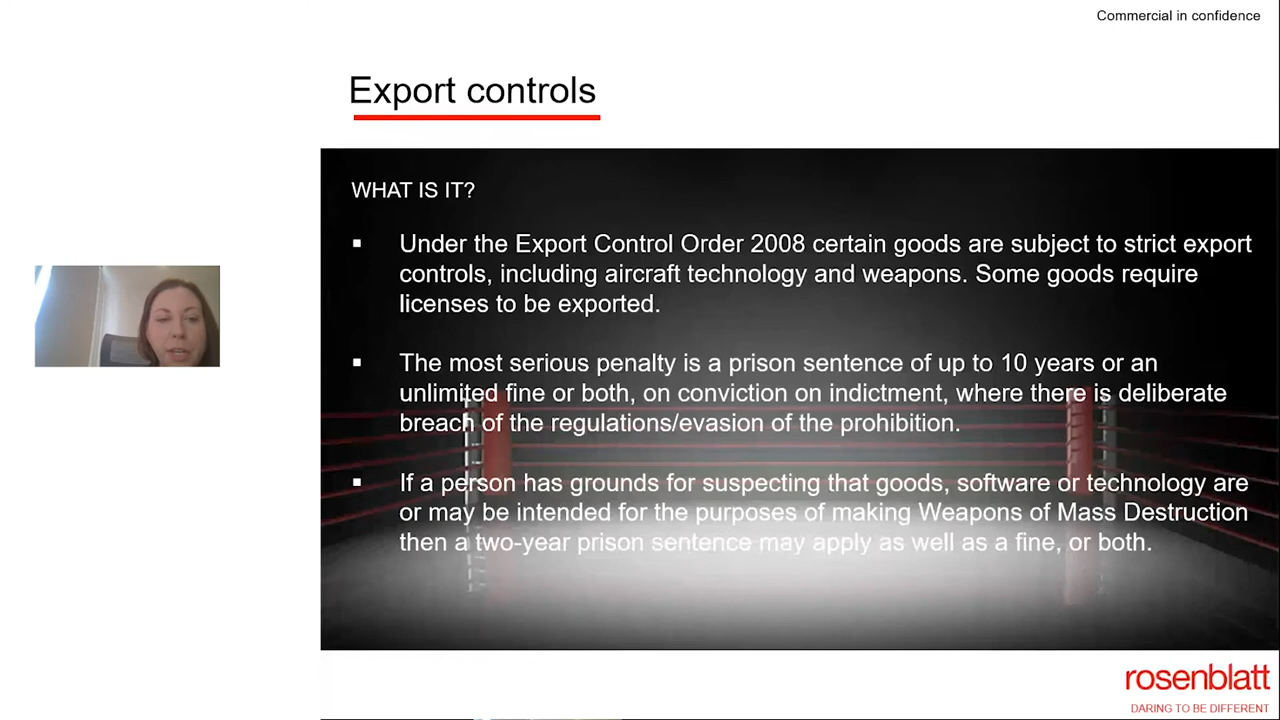 Commercial in confidence
Export controls
WHAT IS IT?
▪ Under the Export Control Order 2008 certain goods are subject to strict export
controls, including aircraft technology and weapons. Some goods require
licenses to be exported.
▪ The most serious penalty is a prison sentence of up to 10 years or an
unlimited fine or both, on conviction on indictment, where there is deliberate
breach of the regulations/evasion of the prohibition.
▪ If a person has grounds for suspecting that goods, software or technology are
or may be intended for the purposes of making Weapons of Mass Destruction
then a two-year prison sentence may apply as well as a fine, or both.
rosenblatt
DARING TO BE DIFFERENT